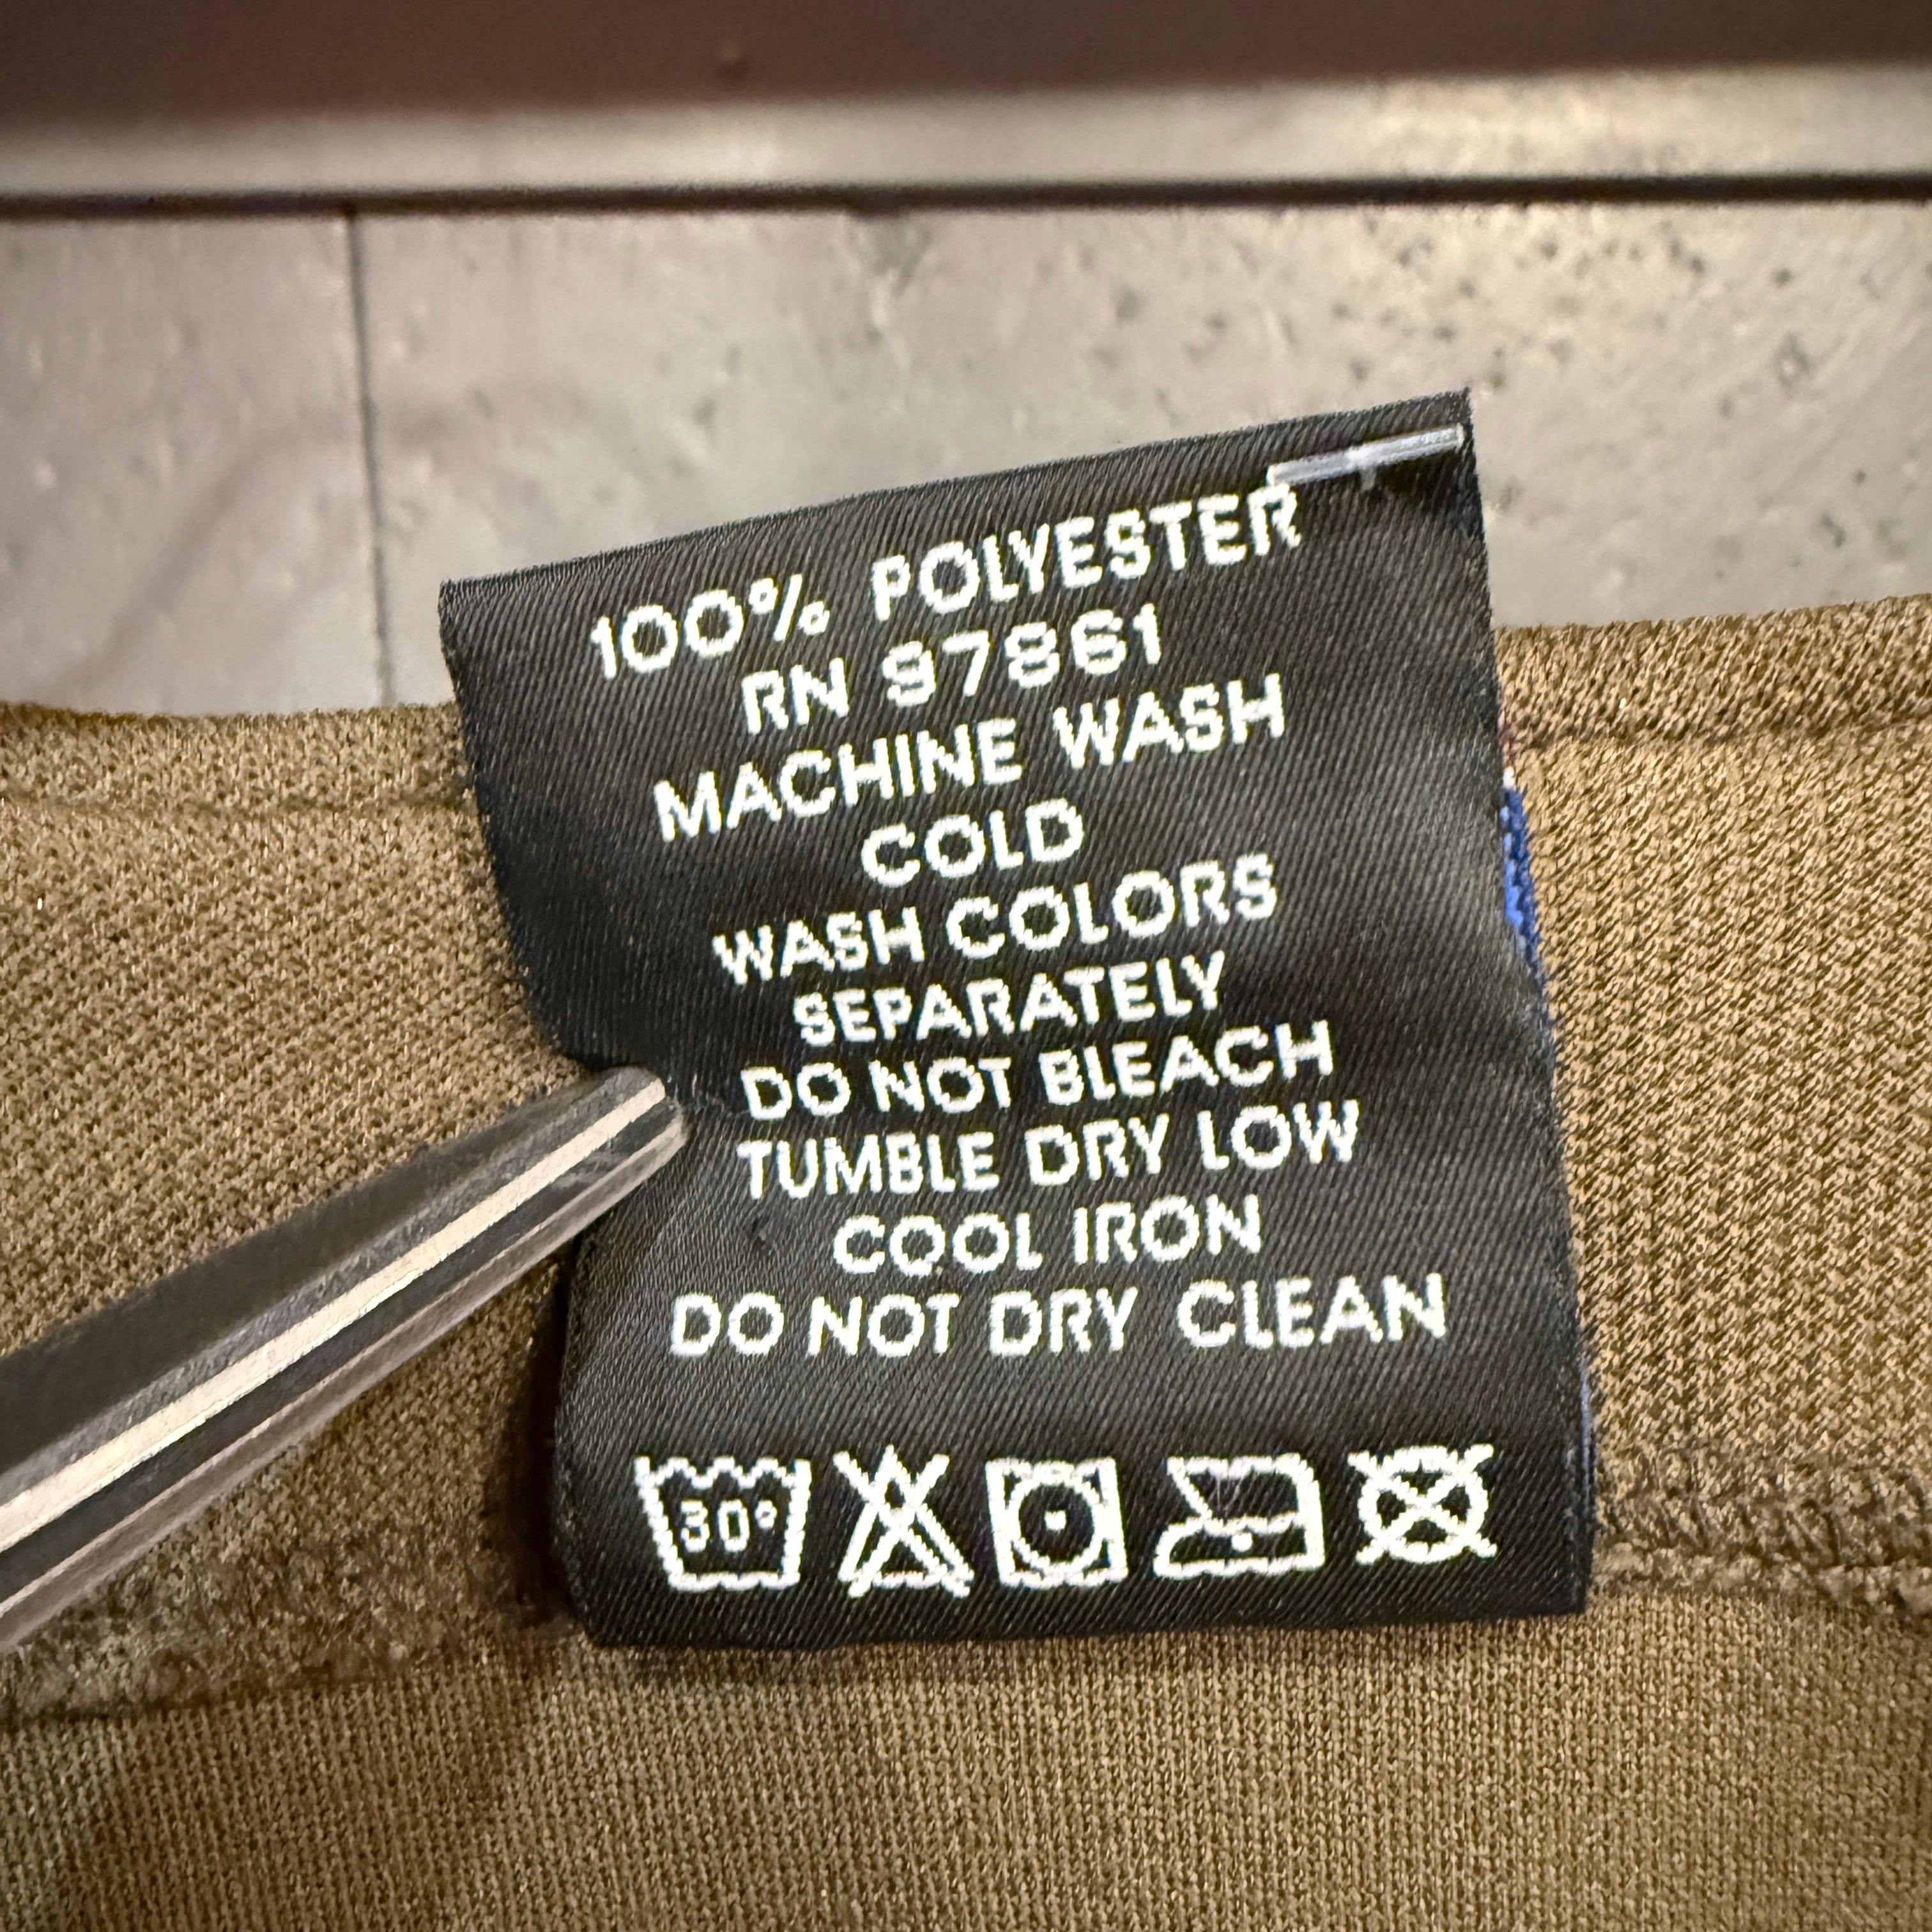 100% POLYESTER
RN 97861
MACHINE WASH
COLD
WASH COLORS
SEPARATELY
DO NOT BLEACH
TUMBLE DRY LOW
COOL IRON
DO NOT DRY CLEAN
30°